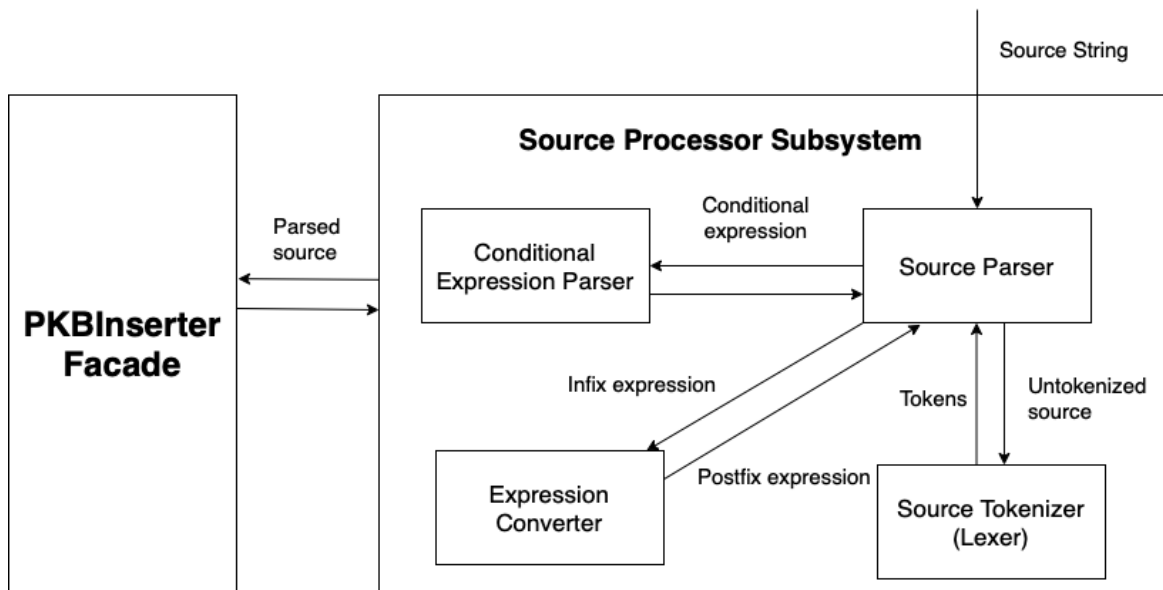 Source String
Source Processor Subsystem
Parsed
source
PKBInserter
Facade
Conditional
expression
Conditional
Expression Parser
Source Parser
Infix expression
Tokens
Untokenized
source
Postfix expression
Expression
Converter
Source Tokenizer
(Lexer)